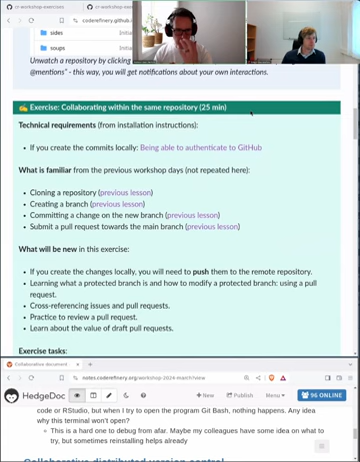 cr-workshop-exercises
coderefinery.github.
sides
soups
Initia
Unwatch a repository by clicking
@mentions" - this way, you will get notifications about your own interactions.
✍️ Exercise: Collaborating within the same repository (25 min)
Technical requirements (from installation instructions):
• If you create the commits locally: Being able to authenticate to GitHub
What is familiar from the previous workshop days (not repeated here):
• Cloning a repository (previous lesson)
• Creating a branch (previous lesson)
• Committing a change on the new branch (previous lesson)
• Submit a pull request towards the main branch (previous lesson)
What will be new in this exercise:
• If you create the changes locally, you will need to push them to the remote repository.
• Learning what a protected branch is and how to modify a protected branch: using a pull
request.
• Cross-referencing issues and pull requests.
• Practice to review a pull request.
• Learn about the value of draft pull requests.
Exercise tasks:
Collaborative document
notes.coderefinery.org/workshop-2024-march?view
HedgeDoc
+ New
Publish
Menu
96 ONLINE
code or RStudio, but when I try to open the program Git Bash, nothing happens. Any idea
why this terminal won't open?
◦ This is a hard one to debug from afar. Maybe my colleagues have some idea on what to
try, but sometimes reinstalling helps already
Collaborative distributed version control